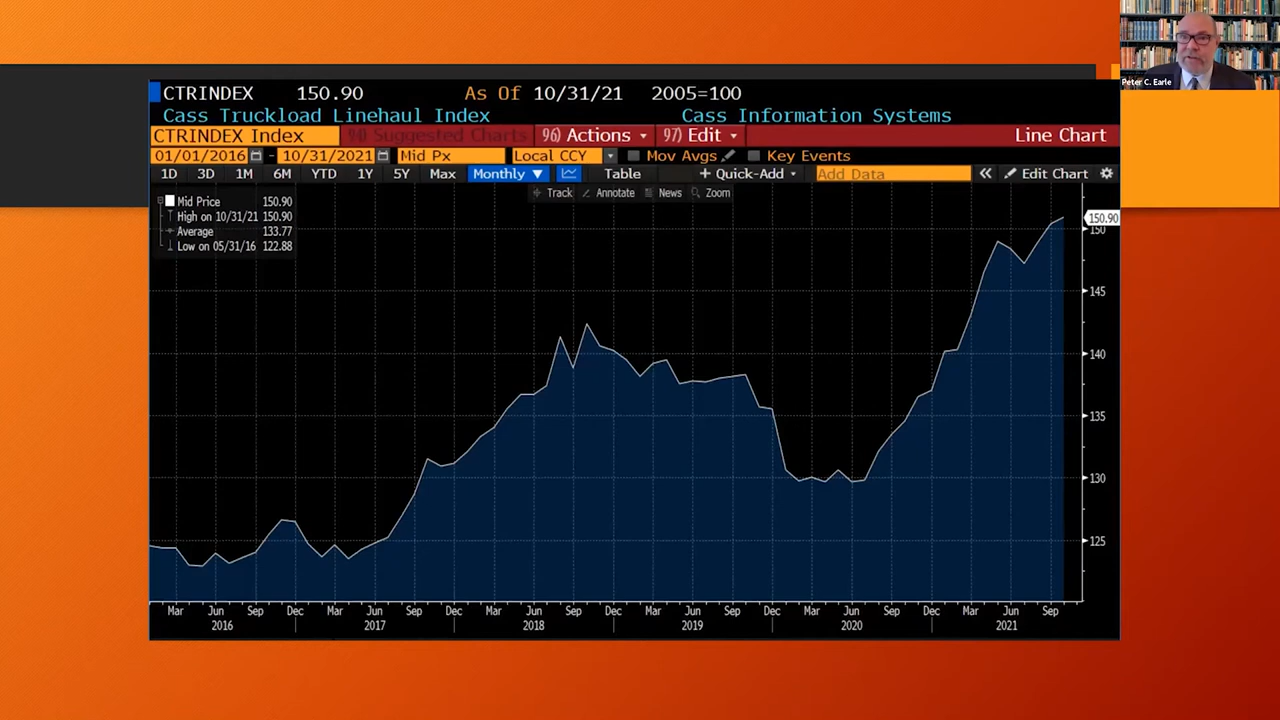 Peter C. Earle
CTRINDEX 150.90 As Of 10/31/21 2005=100
Cass Truckload Linehaul Index Cass Information Systems
CTRINDEX Index 94) Suggested Charts 96) Actions 97) Edit Line Chart
01/01/2016 - 10/31/2021 Mid Px Local CCY Mov Avgs Key Events
1D 3D 1M 6M YTD 1Y 5Y Max Monthly ▼ Table + Quick-Add Add Data « Edit Chart
Track Annotate News Zoom
Mid Price 150.90
High on 10/31/21 150.90
Average 133.77
Low on 05/31/16 122.88
150.90
150
145
140
135
130
125
Mar Jun Sep Dec Mar Jun Sep Dec Mar Jun Sep Dec Mar Jun Sep Dec Mar Jun Sep Dec Mar Jun Sep
2016 2017 2018 2019 2020 2021